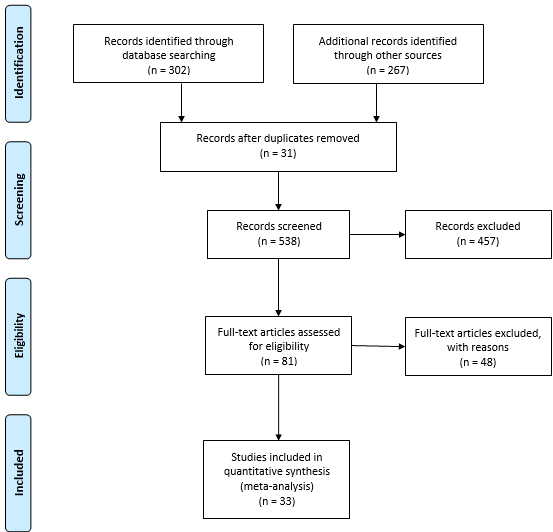 Identification
Records identified through
database searching
(n = 302)
Additional records identified
through other sources
(n = 267)
Records after duplicates removed
(n = 31)
Screening
Records screened
(n = 538)
Records excluded
(n = 457)
Eligibility
Full-text articles assessed
for eligibility
(n = 81)
Full-text articles excluded,
with reasons
(n = 48)
Included
Studies included in
quantitative synthesis
(meta-analysis)
(n = 33)